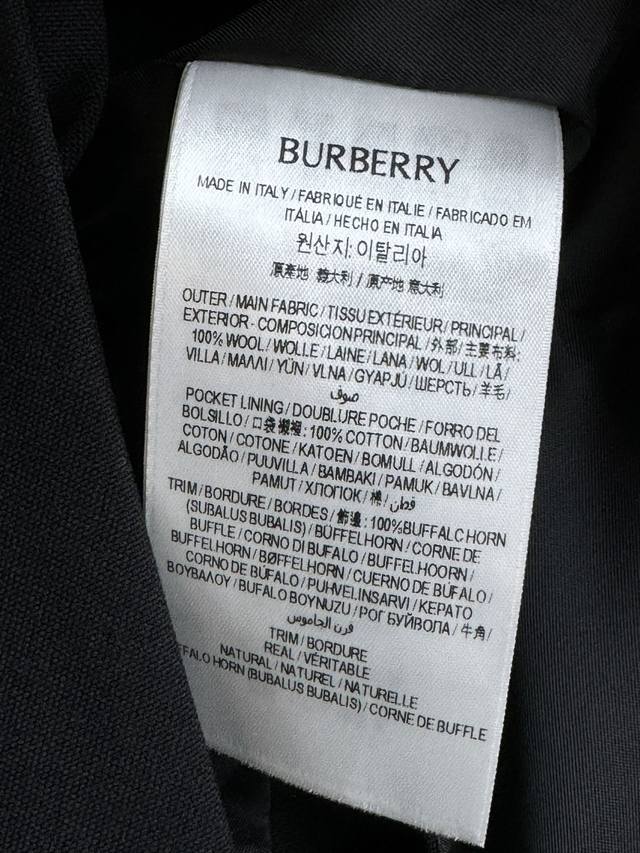 BURBERRY
MADE IN ITALY / FABRIQUÉ EN ITALIE / FABRICADO EM
ITÁLIA / HECHO EN ITALIA
원산지: 이탈리아
原產地 義大利 / 原产地 意大利
OUTER / MAIN FABRIC / TISSU EXTÉRIEUR / PRINCIPAL /
EXTERIOR - COMPOSICION PRINCIPAL / 外部 / 主要布料:
100% WOOL / WOLLE / LAINE / LANA / WOL / ULL / LÃ /
VILLA / ΜΑΛΛΙ / YÜN / VLNA / GYAPJÚ / ШЕРСТЬ / 羊毛 /
صوف
POCKET LINING / DOUBLURE POCHE / FORRO DEL
BOLSILLO / 口袋襯裡: 100% COTTON / BAUMWOLLE /
COTON / COTONE / KATOEN / BOMULL / ALGODÓN /
ALGODÃO / PUUVILLA / BAMBAKI / PAMUK / BAVLNA /
PAMUT / ХЛОПОК / 棉 / قطن
TRIM / BORDURE / BORDES / 飾邊: 100%BUFFALC HORN
(SUBALUS BUBALIS) / BÜFFELHORN / CORNE DE
BUFFLE / CORNO DI BUFALO / BUFFELHOORN /
BUFFELHORN / BØFFELHORN / CUERNO DE BÚFALO /
CORNO DE BÚFALO / PUHVELINSARVI / ΚΕΡΑΤΟ
ΒΟΥΒΑΛΟΥ / BUFALO BOYNUZU / РОГ БУЙВОЛА / 牛角 /
قرن الجاموس
TRIM / BORDURE
REAL / VÉRITABLE
NATURAL / NATUREL / NATURELLE
FALO HORN (BUBALUS BUBALIS) / CORNE DE BUFFLE